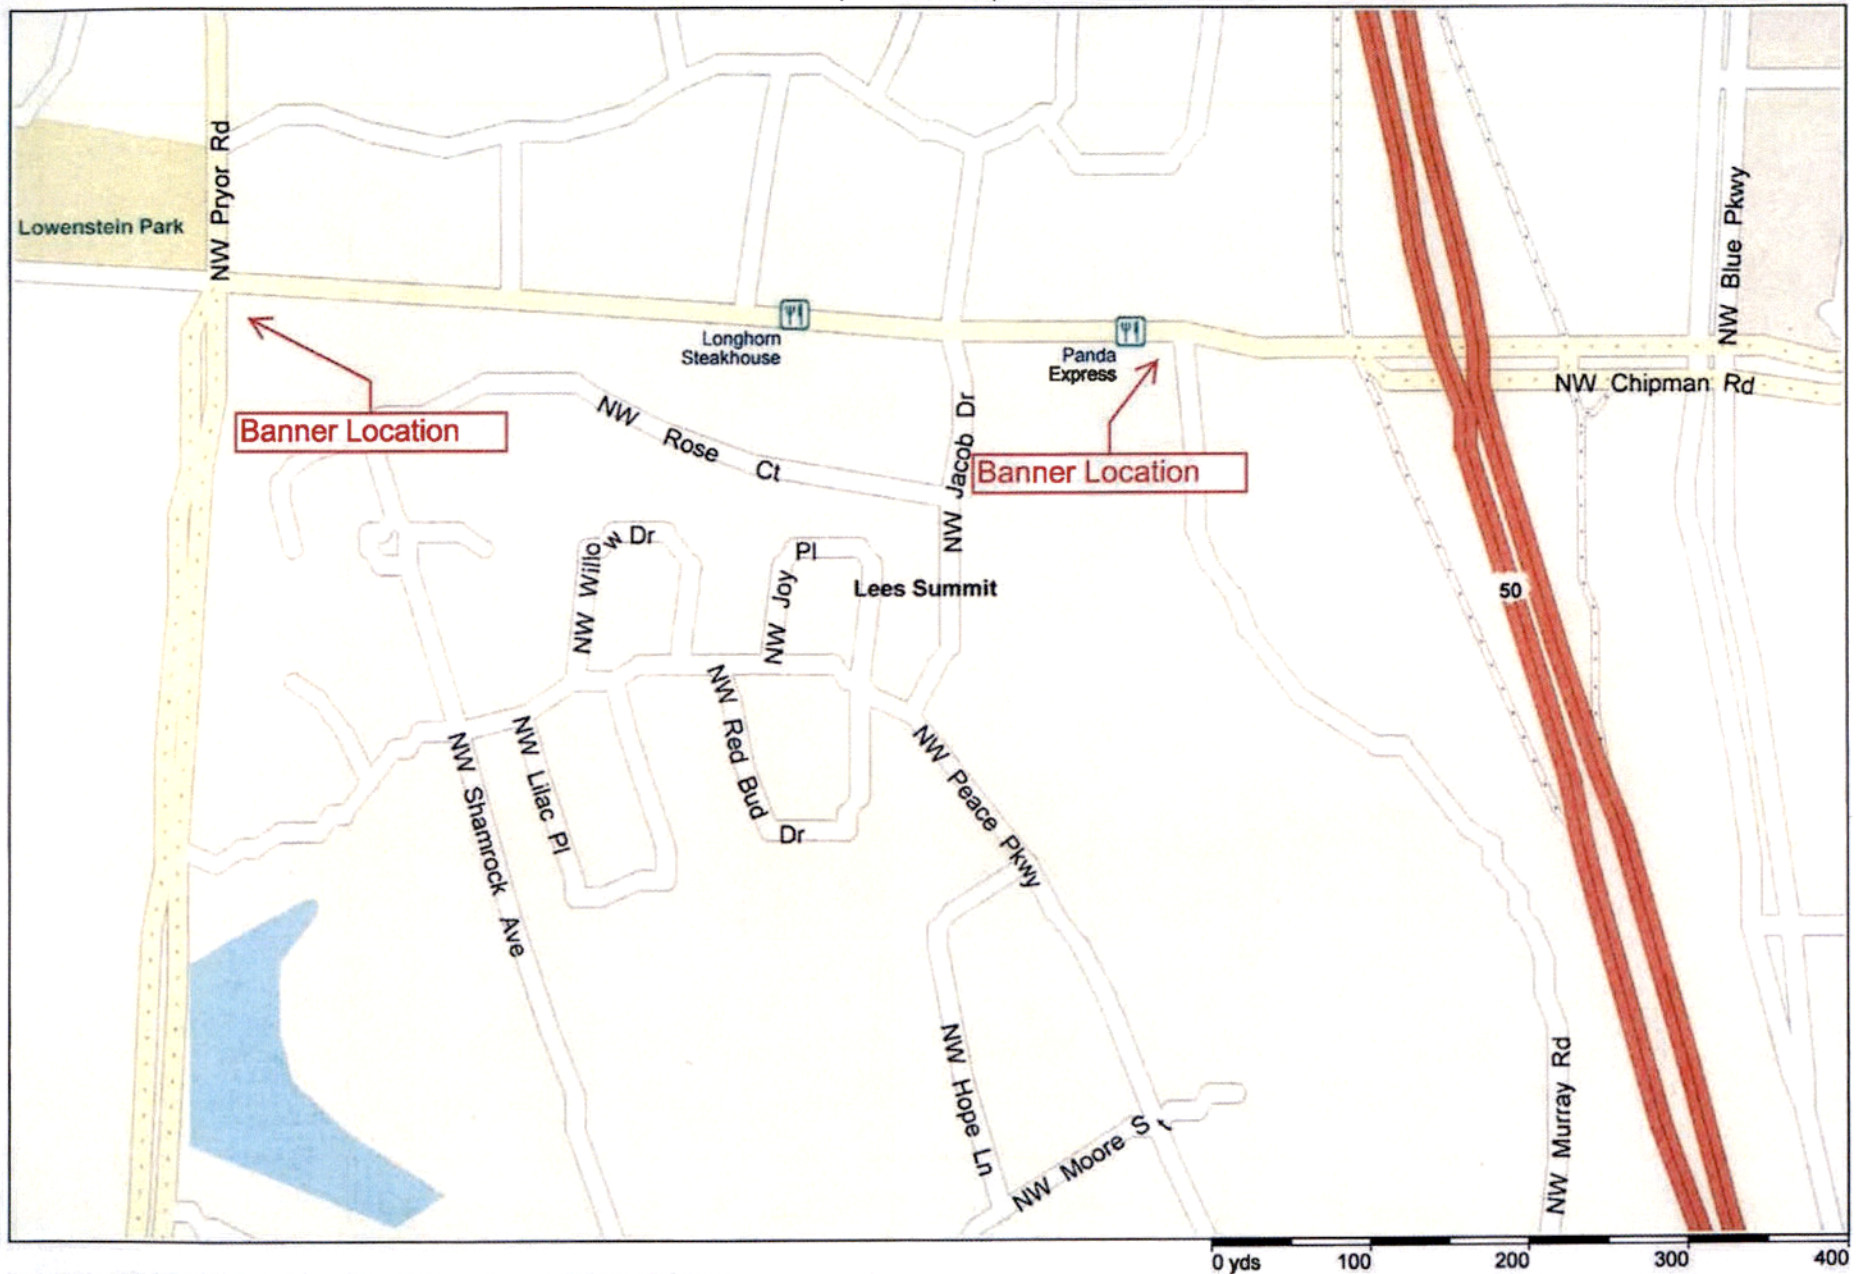 NW Pryor Rd
Lowenstein Park
NW Blue Pkwy
Longhorn
Steakhouse
Panda
Express
NW Chipman Rd
Banner Location
Banner Location
NW Rose Ct
NW Jacob Dr
NW Willow Dr
NW Joy Pl
Lees Summit
50
NW Red Bud Dr
NW Lilac Pl
NW Shamrock Ave
NW Peace Pkwy
NW Hope Ln
NW Moore S
NW Murray Rd
0 yds 100 200 300 400